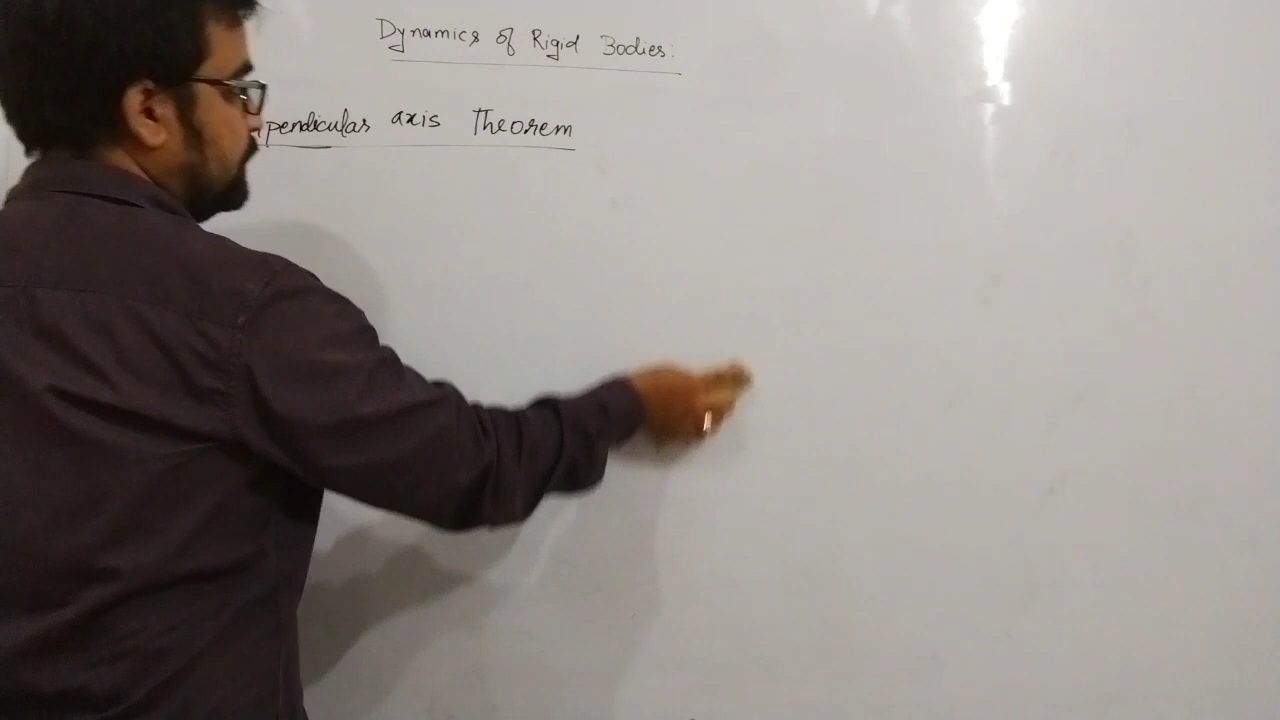 Dynamics of Rigid Bodies:
pendicular axis Theorem